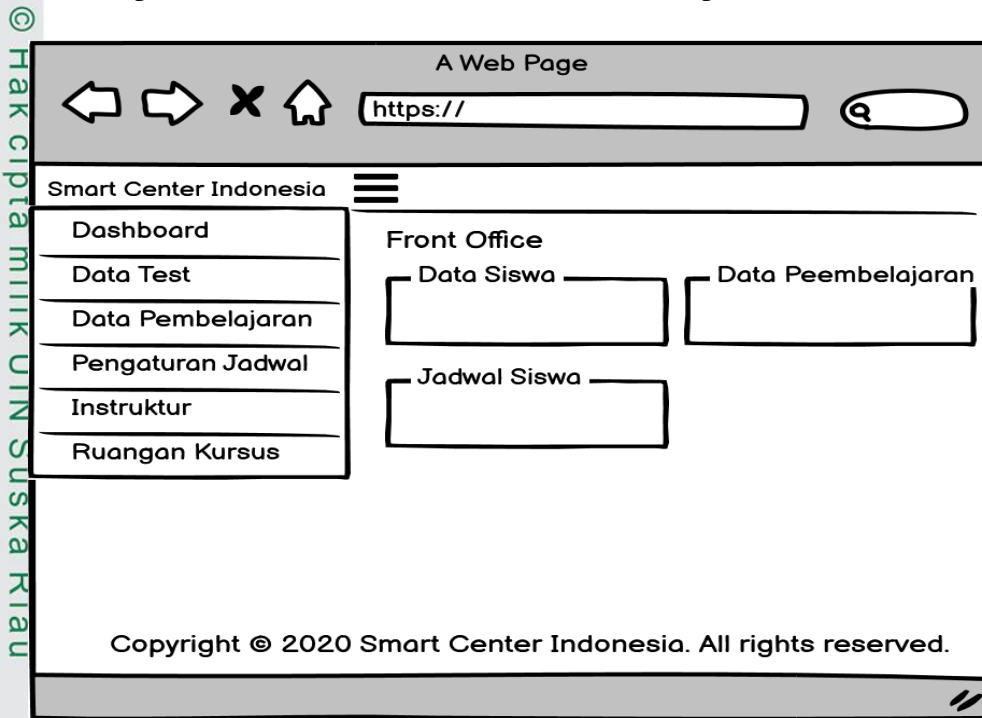 © Hak cipta milik UIN Suska Riau
A Web Page
https://
Smart Center Indonesia
Dashboard
Data Test
Data Pembelajaran
Pengaturan Jadwal
Instruktur
Ruangan Kursus
Front Office
Data Siswa
Data Peembelajaran
Jadwal Siswa
Copyright © 2020 Smart Center Indonesia. All rights reserved.